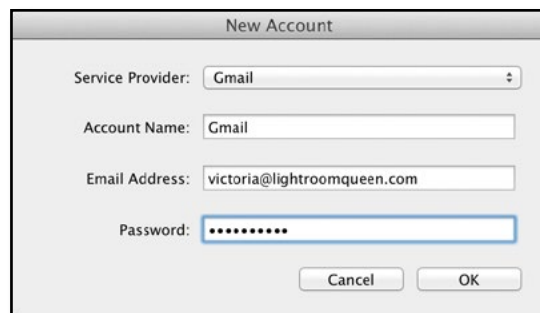 New Account
Service Provider: Gmail
Account Name: Gmail
Email Address: victoria@lightroomqueen.com
Password: ••••••••••
Cancel OK